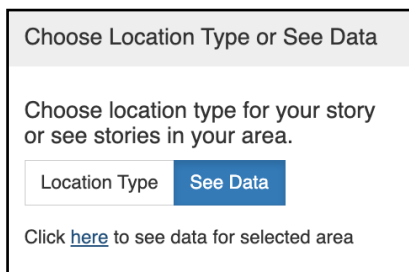 Choose Location Type or See Data
Choose location type for your story
or see stories in your area.
Location Type See Data
Click here to see data for selected area